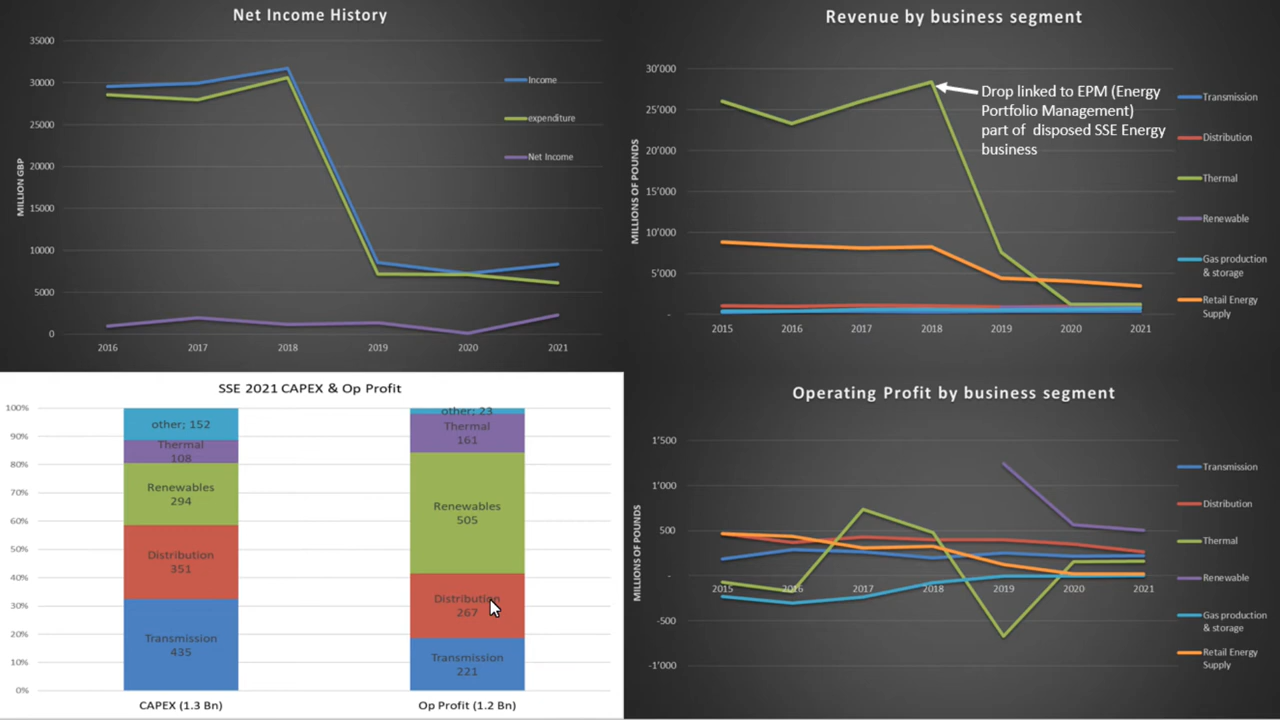 Net Income History
35000
30000
25000
20000
15000
10000
5000
0
MILLION GBP
2016 2017 2018 2019 2020 2021
Income
expenditure
Net Income
Revenue by business segment
30'000
25'000
20'000
15'000
10'000
5'000
-
MILLIONS OF POUNDS
2015 2016 2017 2018 2019 2020 2021
Drop linked to EPM (Energy
Portfolio Management)
part of disposed SSE Energy
business
Transmission
Distribution
Thermal
Renewable
Gas production
& storage
Retail Energy
Supply
SSE 2021 CAPEX & Op Profit
100%
90%
80%
70%
60%
50%
40%
30%
20%
10%
0%
other; 152
Thermal
108
Renewables
294
Distribution
351
Transmission
435
CAPEX (1.3 Bn)
other; 23
Thermal
161
Renewables
505
Distribution
267
Transmission
221
Op Profit (1.2 Bn)
Operating Profit by business segment
1'500
1'000
500
-
-500
-1'000
MILLIONS OF POUNDS
2015 2016 2017 2018 2019 2020 2021
Transmission
Distribution
Thermal
Renewable
Gas production
& storage
Retail Energy
Supply